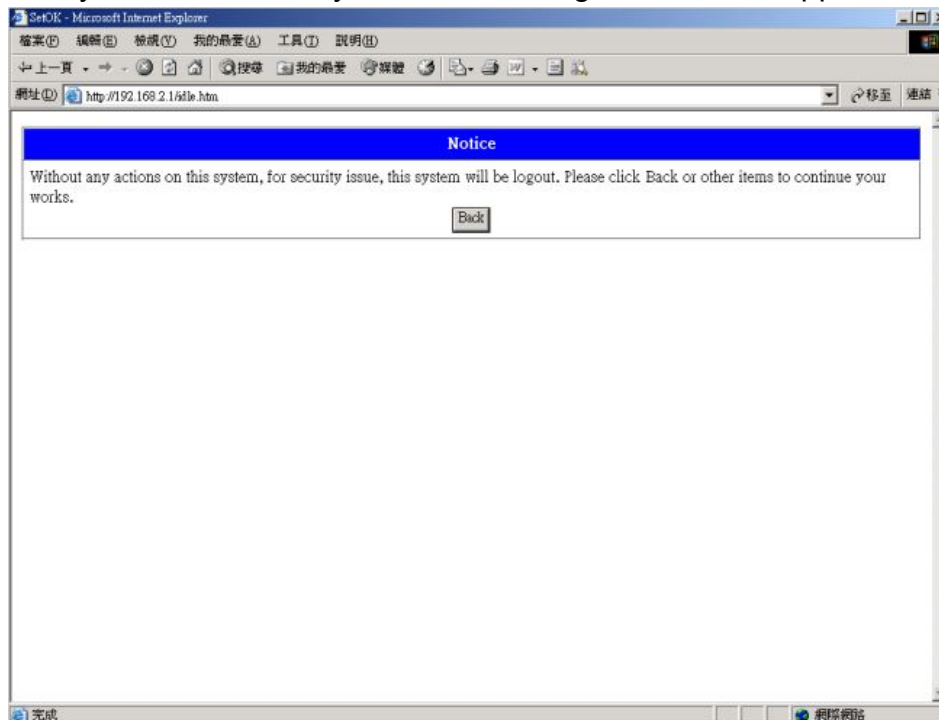 SetOK - Microsoft Internet Explorer
檔案(F) 編輯(E) 檢視(V) 我的最愛(A) 工具(T) 說明(H)
上一頁 搜尋 我的最愛 媒體
網址(D) http://192.168.2.1/idle.htm 移至 連結
Notice
Without any actions on this system, for security issue, this system will be logout. Please click Back or other items to continue your
works.
Back
完成 網際網路